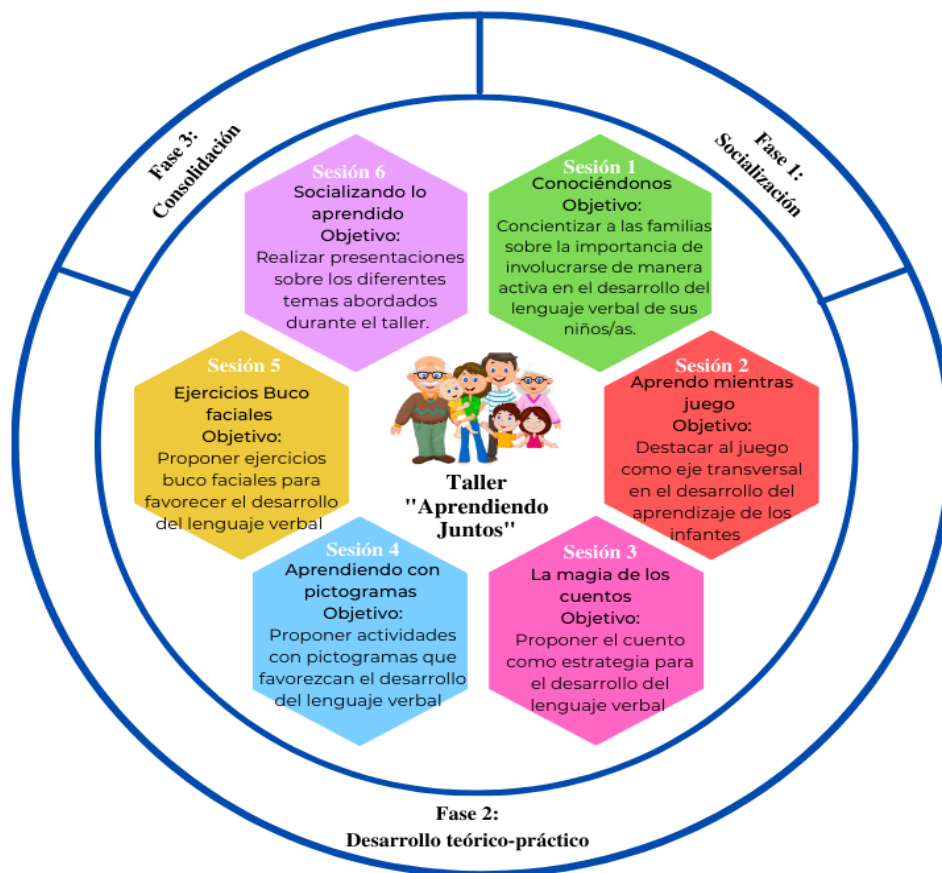 Fase 1:
Socialización
Sesión 1
Conociéndonos
Objetivo:
Concientizar a las familias
sobre la importancia de
involucrarse de manera
activa en el desarrollo del
lenguaje verbal de sus
niños/as.
Sesión 2
Aprendo mientras
juego
Objetivo:
Destacar al juego
como eje transversal
en el desarrollo del
aprendizaje de los
infantes
Sesión 3
La magia de los
cuentos
Objetivo:
Proponer el cuento
como estrategia para
el desarrollo del
lenguaje verbal
Sesión 4
Aprendiendo con
pictogramas
Objetivo:
Proponer actividades
con pictogramas que
favorezcan el desarrollo
del lenguaje verbal
Sesión 5
Ejercicios Buco
faciales
Objetivo:
Proponer ejercicios
buco faciales para
favorecer el desarrollo
del lenguaje verbal
Sesión 6
Socializando lo
aprendido
Objetivo:
Realizar presentaciones
sobre los diferentes
temas abordados
durante el taller.
Fase 3:
Consolidación
Taller
"Aprendiendo
Juntos"
Fase 2:
Desarrollo teórico-práctico